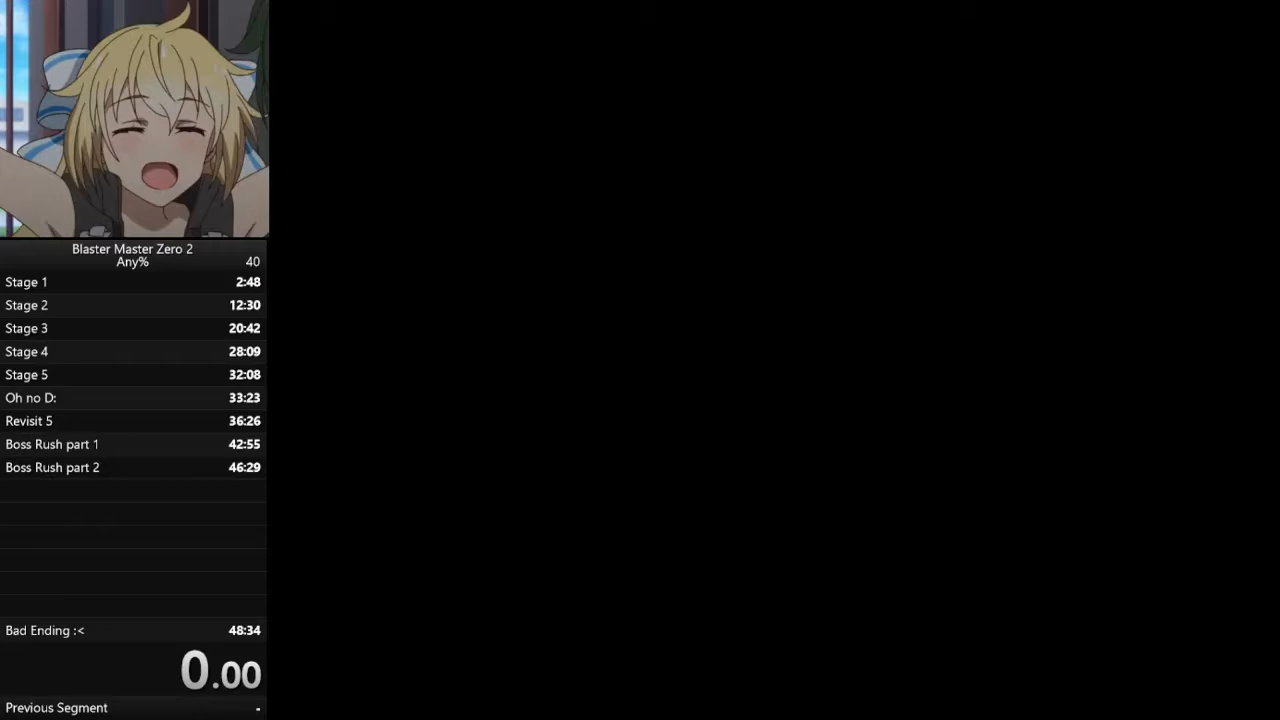 Blaster Master Zero 2
Any% 40
Stage 1 2:48
Stage 2 12:30
Stage 3 20:42
Stage 4 28:09
Stage 5 32:08
Oh no D: 33:23
Revisit 5 36:26
Boss Rush part 1 42:55
Boss Rush part 2 46:29
Bad Ending :< 48:34
0.00
Previous Segment -